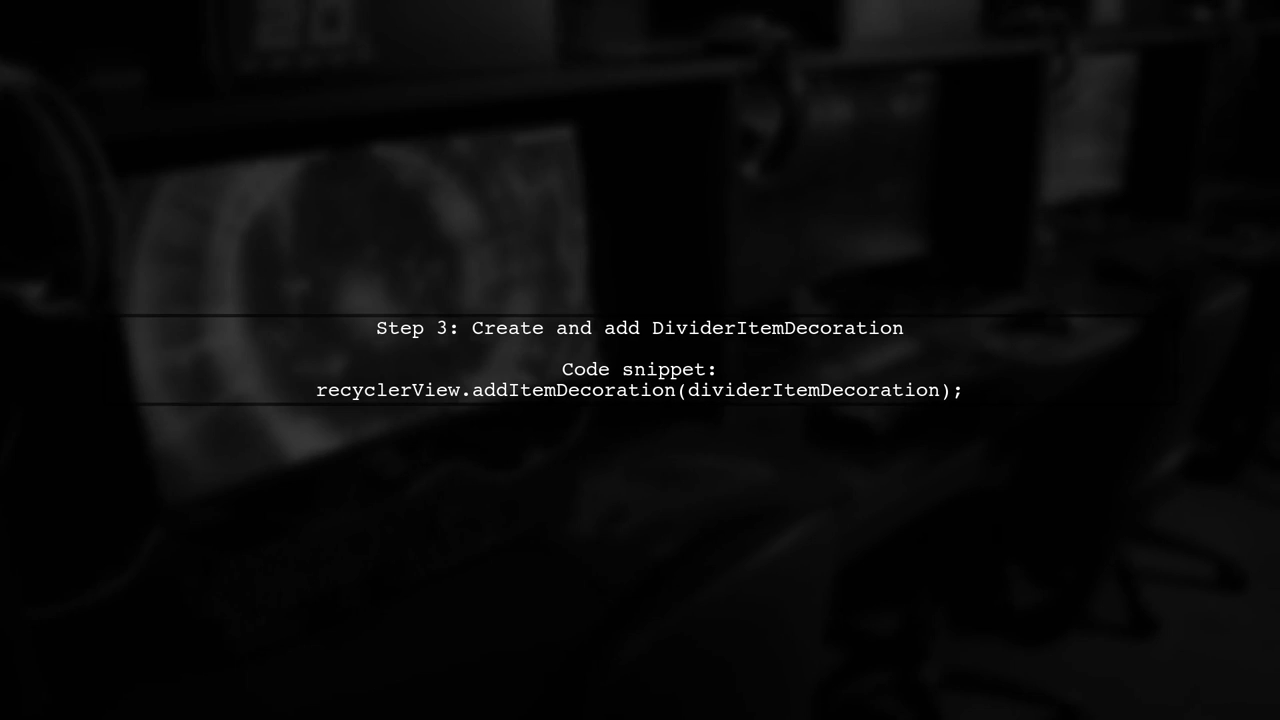 Step 3: Create and add DividerItemDecoration
Code snippet:
recyclerView.addItemDecoration(dividerItemDecoration);